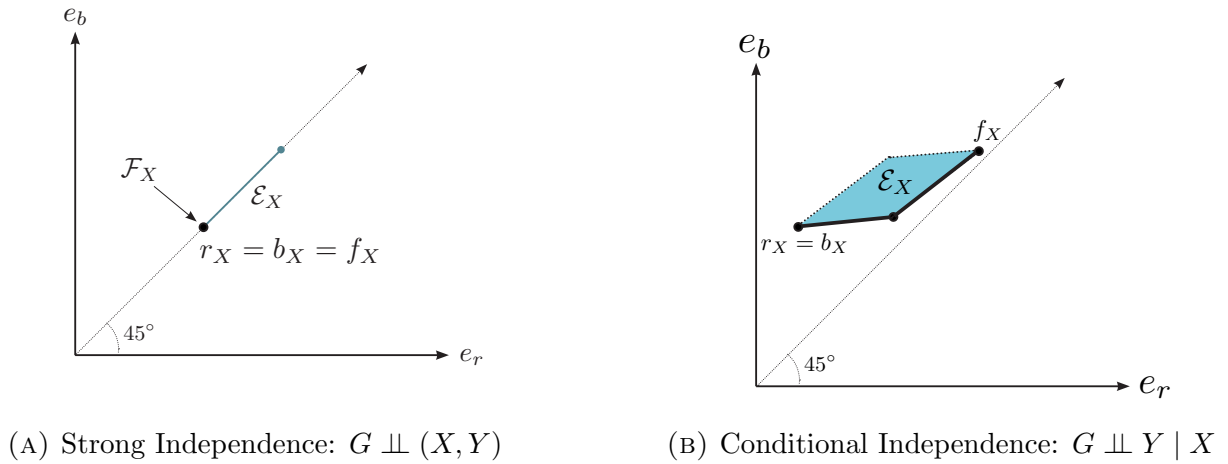 e_b
F_X
E_X
r_X = b_X = f_X
45°
e_r
(A) Strong Independence: G ⫫ (X, Y)
e_b
f_X
E_X
r_X = b_X
45°
e_r
(B) Conditional Independence: G ⫫ Y | X